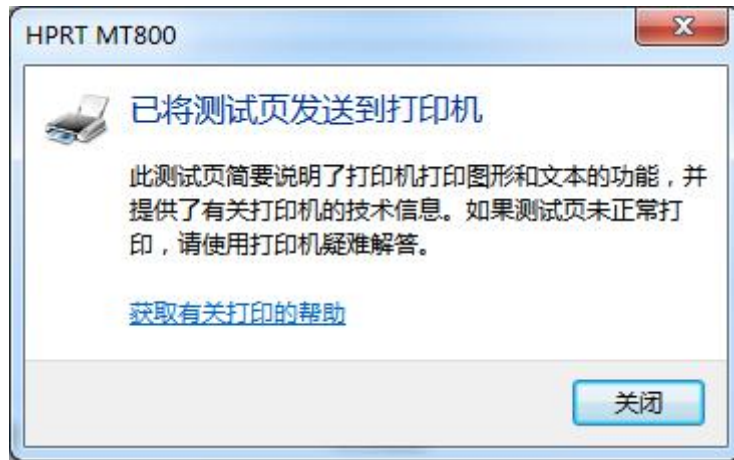 HPRT MT800
已将测试页发送到打印机
此测试页简要说明了打印机打印图形和文本的功能，并
提供了有关打印机的技术信息。如果测试页未正常打
印，请使用打印机疑难解答。
获取有关打印的帮助
关闭